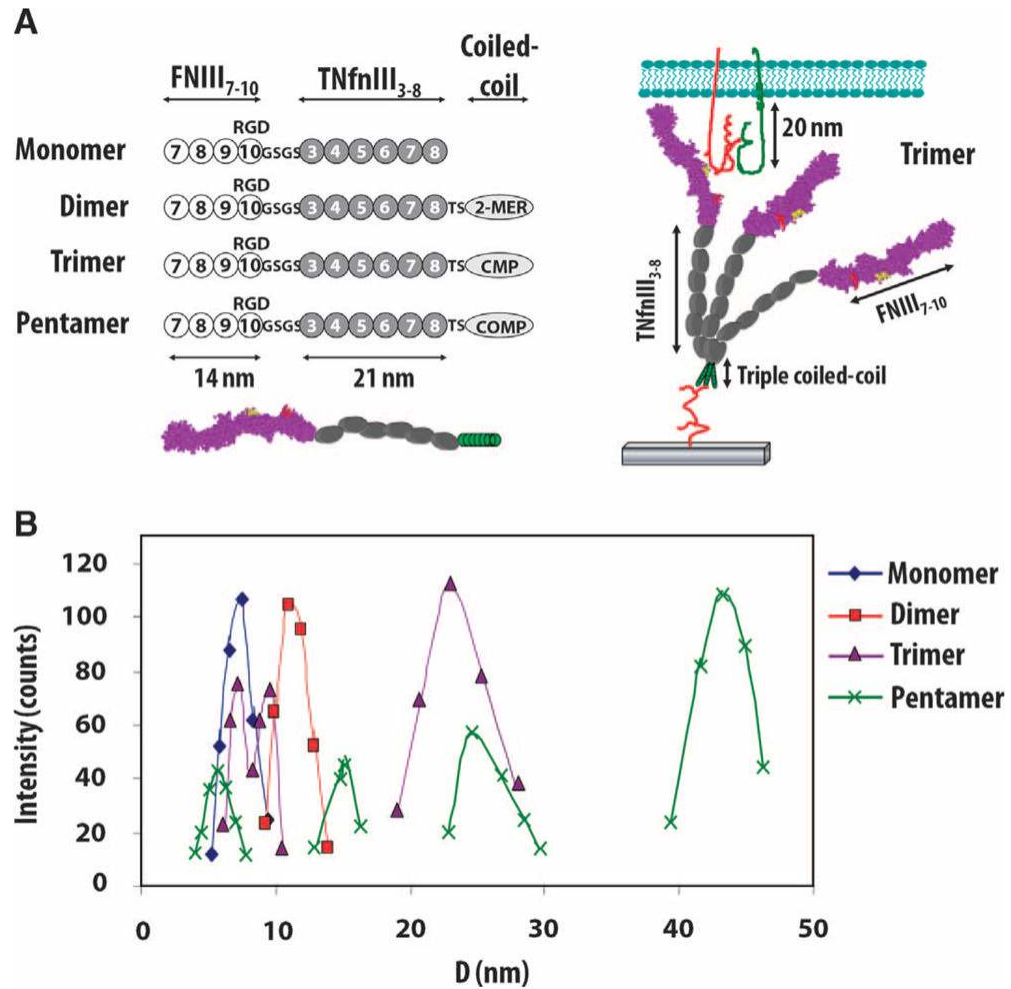 A
FNIII7-10 TNfnIII3-8 Coiled-coil
RGD
Monomer 7 8 9 10 GSGS 3 4 5 6 7 8
RGD
Dimer 7 8 9 10 GSGS 3 4 5 6 7 8 TS 2-MER
RGD
Trimer 7 8 9 10 GSGS 3 4 5 6 7 8 TS CMP
RGD
Pentamer 7 8 9 10 GSGS 3 4 5 6 7 8 TS COMP
14 nm 21 nm
20 nm
Trimer
TNfnIII3-8
FNIII7-10
Triple coiled-coil
B
Intensity (counts)
120
100
80
60
40
20
0
0 10 20 30 40 50
D (nm)
Monomer
Dimer
Trimer
Pentamer